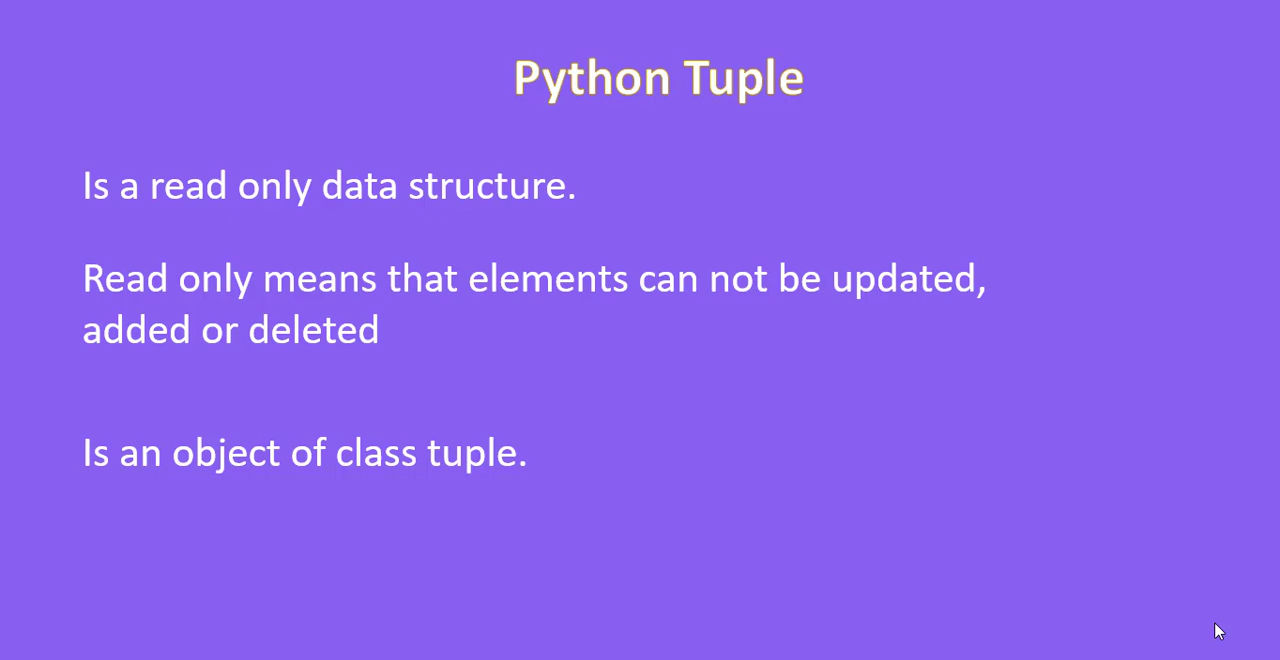 Python Tuple
Is a read only data structure.
Read only means that elements can not be updated,
added or deleted
Is an object of class tuple.